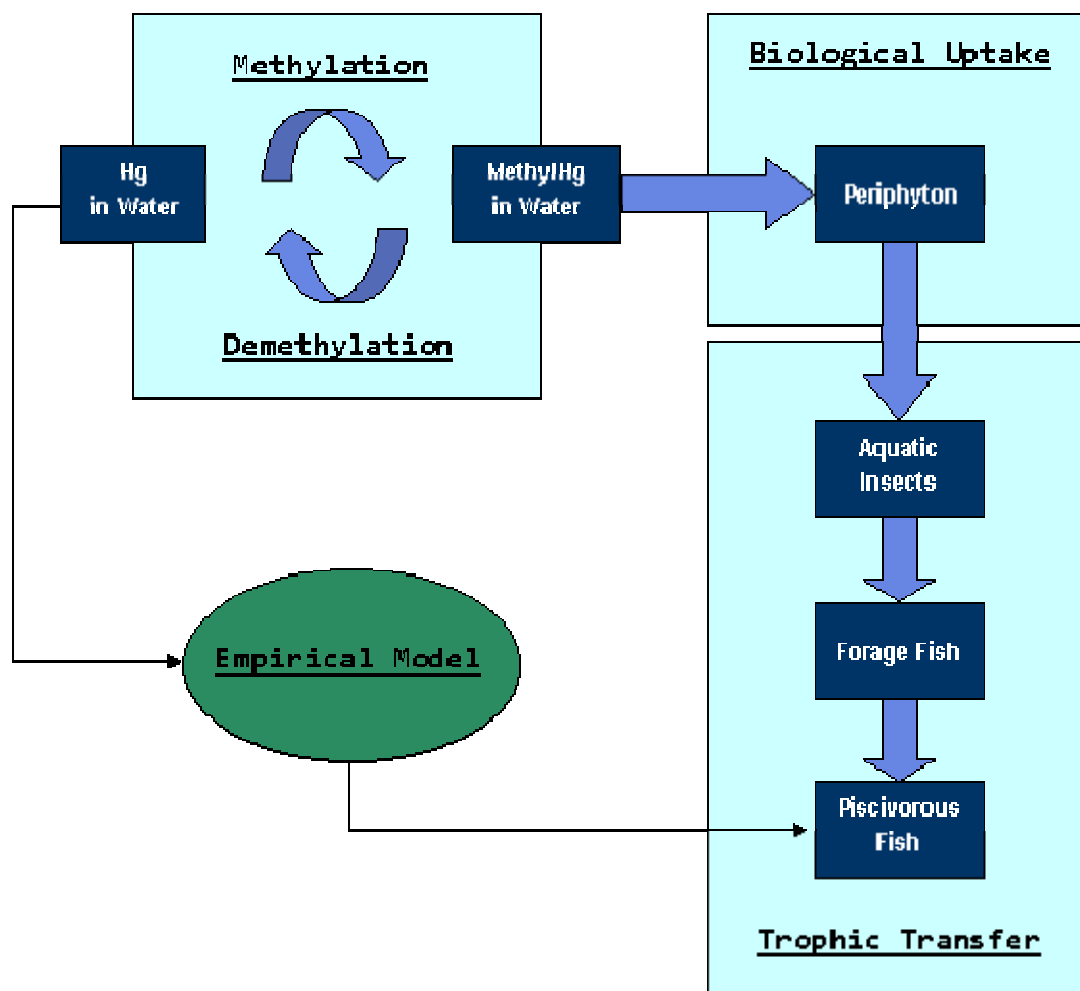 Methylation
Hg
in Water
MethylHg
in Water
Demethylation
Biological Uptake
Periphyton
Aquatic
Insects
Forage Fish
Piscivorous
Fish
Trophic Transfer
Empirical Model